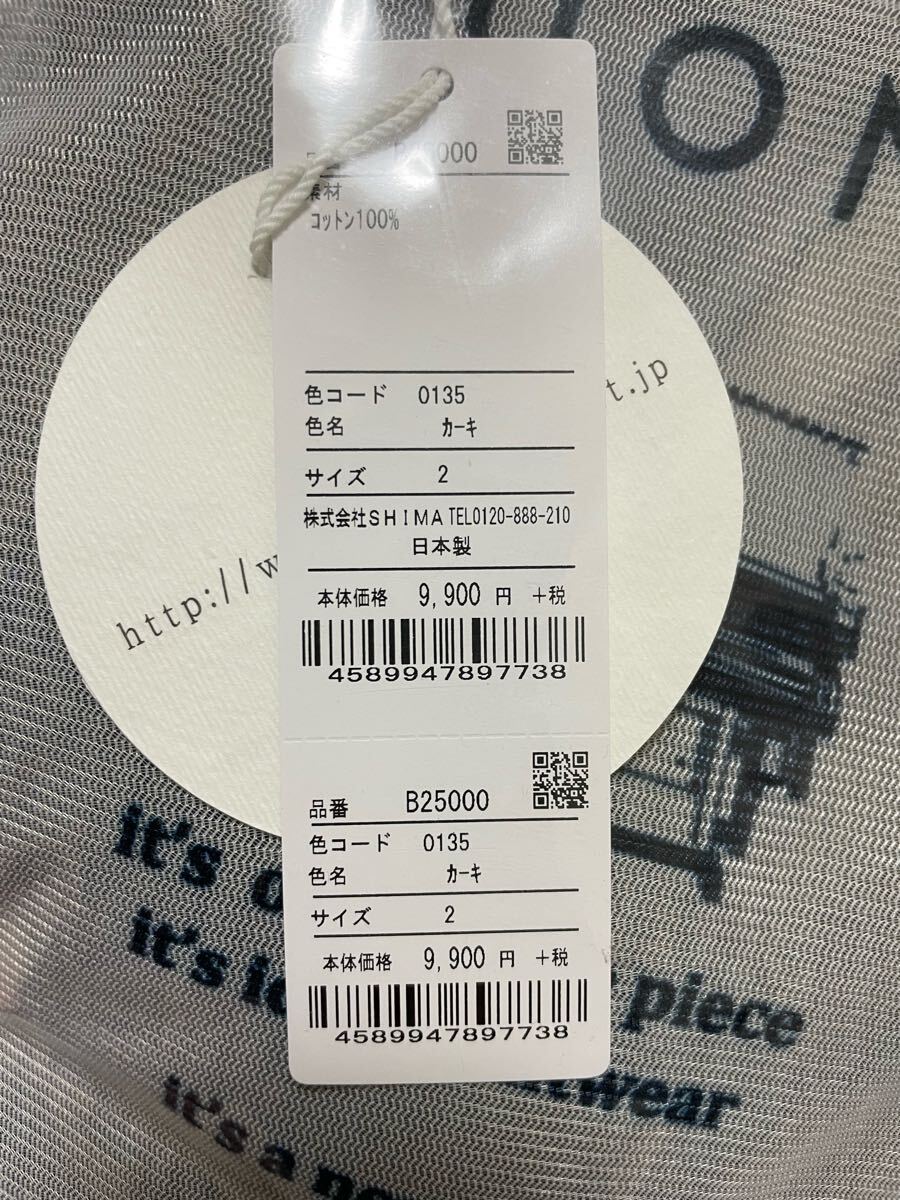 素材
コットン100%
色コード 0135
色名 カーキ
サイズ 2
株式会社SHIMA TEL0120-888-210
日本製
本体価格 9,900 円 +税
4589947897738
品番 B25000
色コード 0135
色名 カーキ
サイズ 2
本体価格 9,900 円 +税
4589947897738
http://w
t.jp
it's
it's
piece
wear
it's a